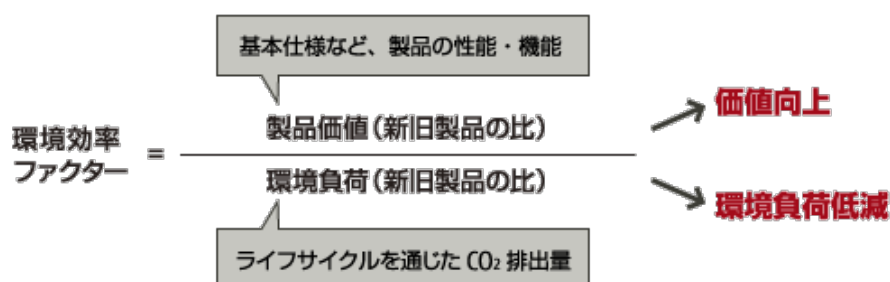 基本仕様など、製品の性能・機能
環境効率
ファクター
=
製品価値（新旧製品の比）
環境負荷（新旧製品の比）
ライフサイクルを通じた CO₂ 排出量
価値向上
環境負荷低減